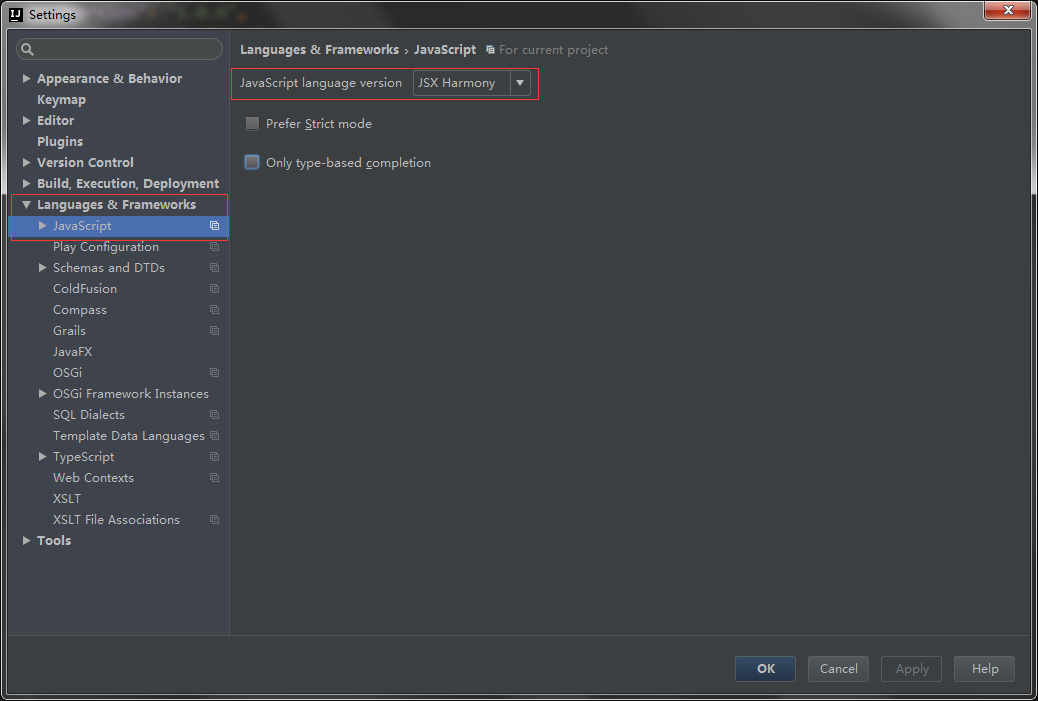 IJ Settings
Appearance & Behavior
Keymap
Editor
Plugins
Version Control
Build, Execution, Deployment
Languages & Frameworks
JavaScript
Play Configuration
Schemas and DTDs
ColdFusion
Compass
Grails
JavaFX
OSGi
OSGi Framework Instances
SQL Dialects
Template Data Languages
TypeScript
Web Contexts
XSLT
XSLT File Associations
Tools
Languages & Frameworks › JavaScript For current project
JavaScript language version JSX Harmony
Prefer Strict mode
Only type-based completion
OK Cancel Apply Help